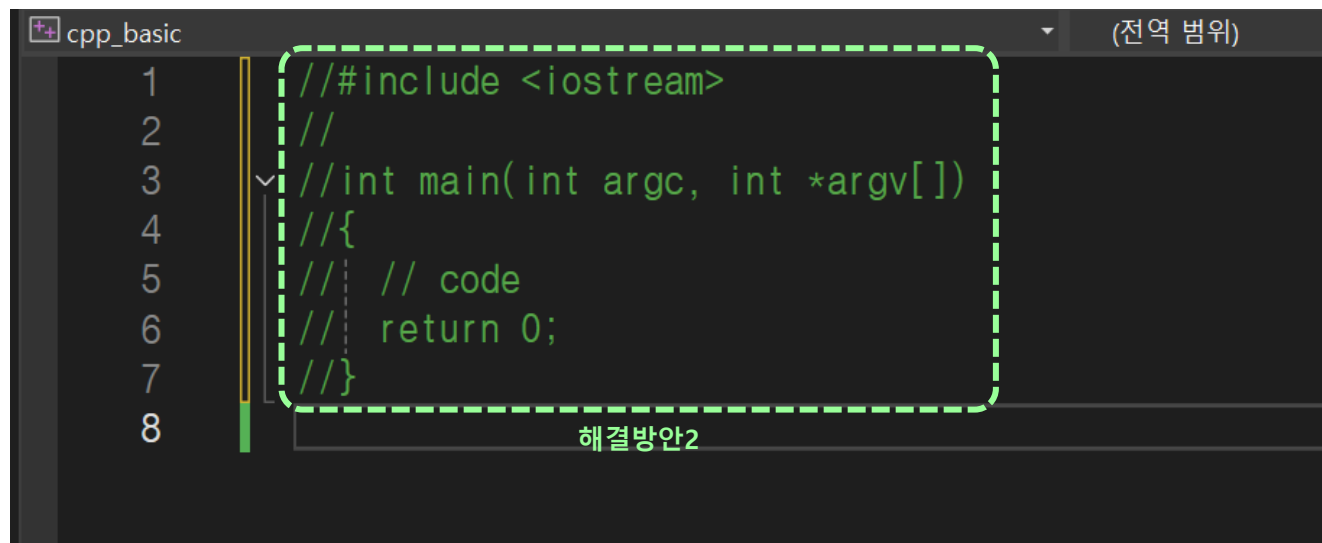 cpp_basic (전역 범위)
1 //#include <iostream>
2 //
3 //int main(int argc, int *argv[])
4 //{
5 // // code
6 // return 0;
7 //}
8
해결방안2